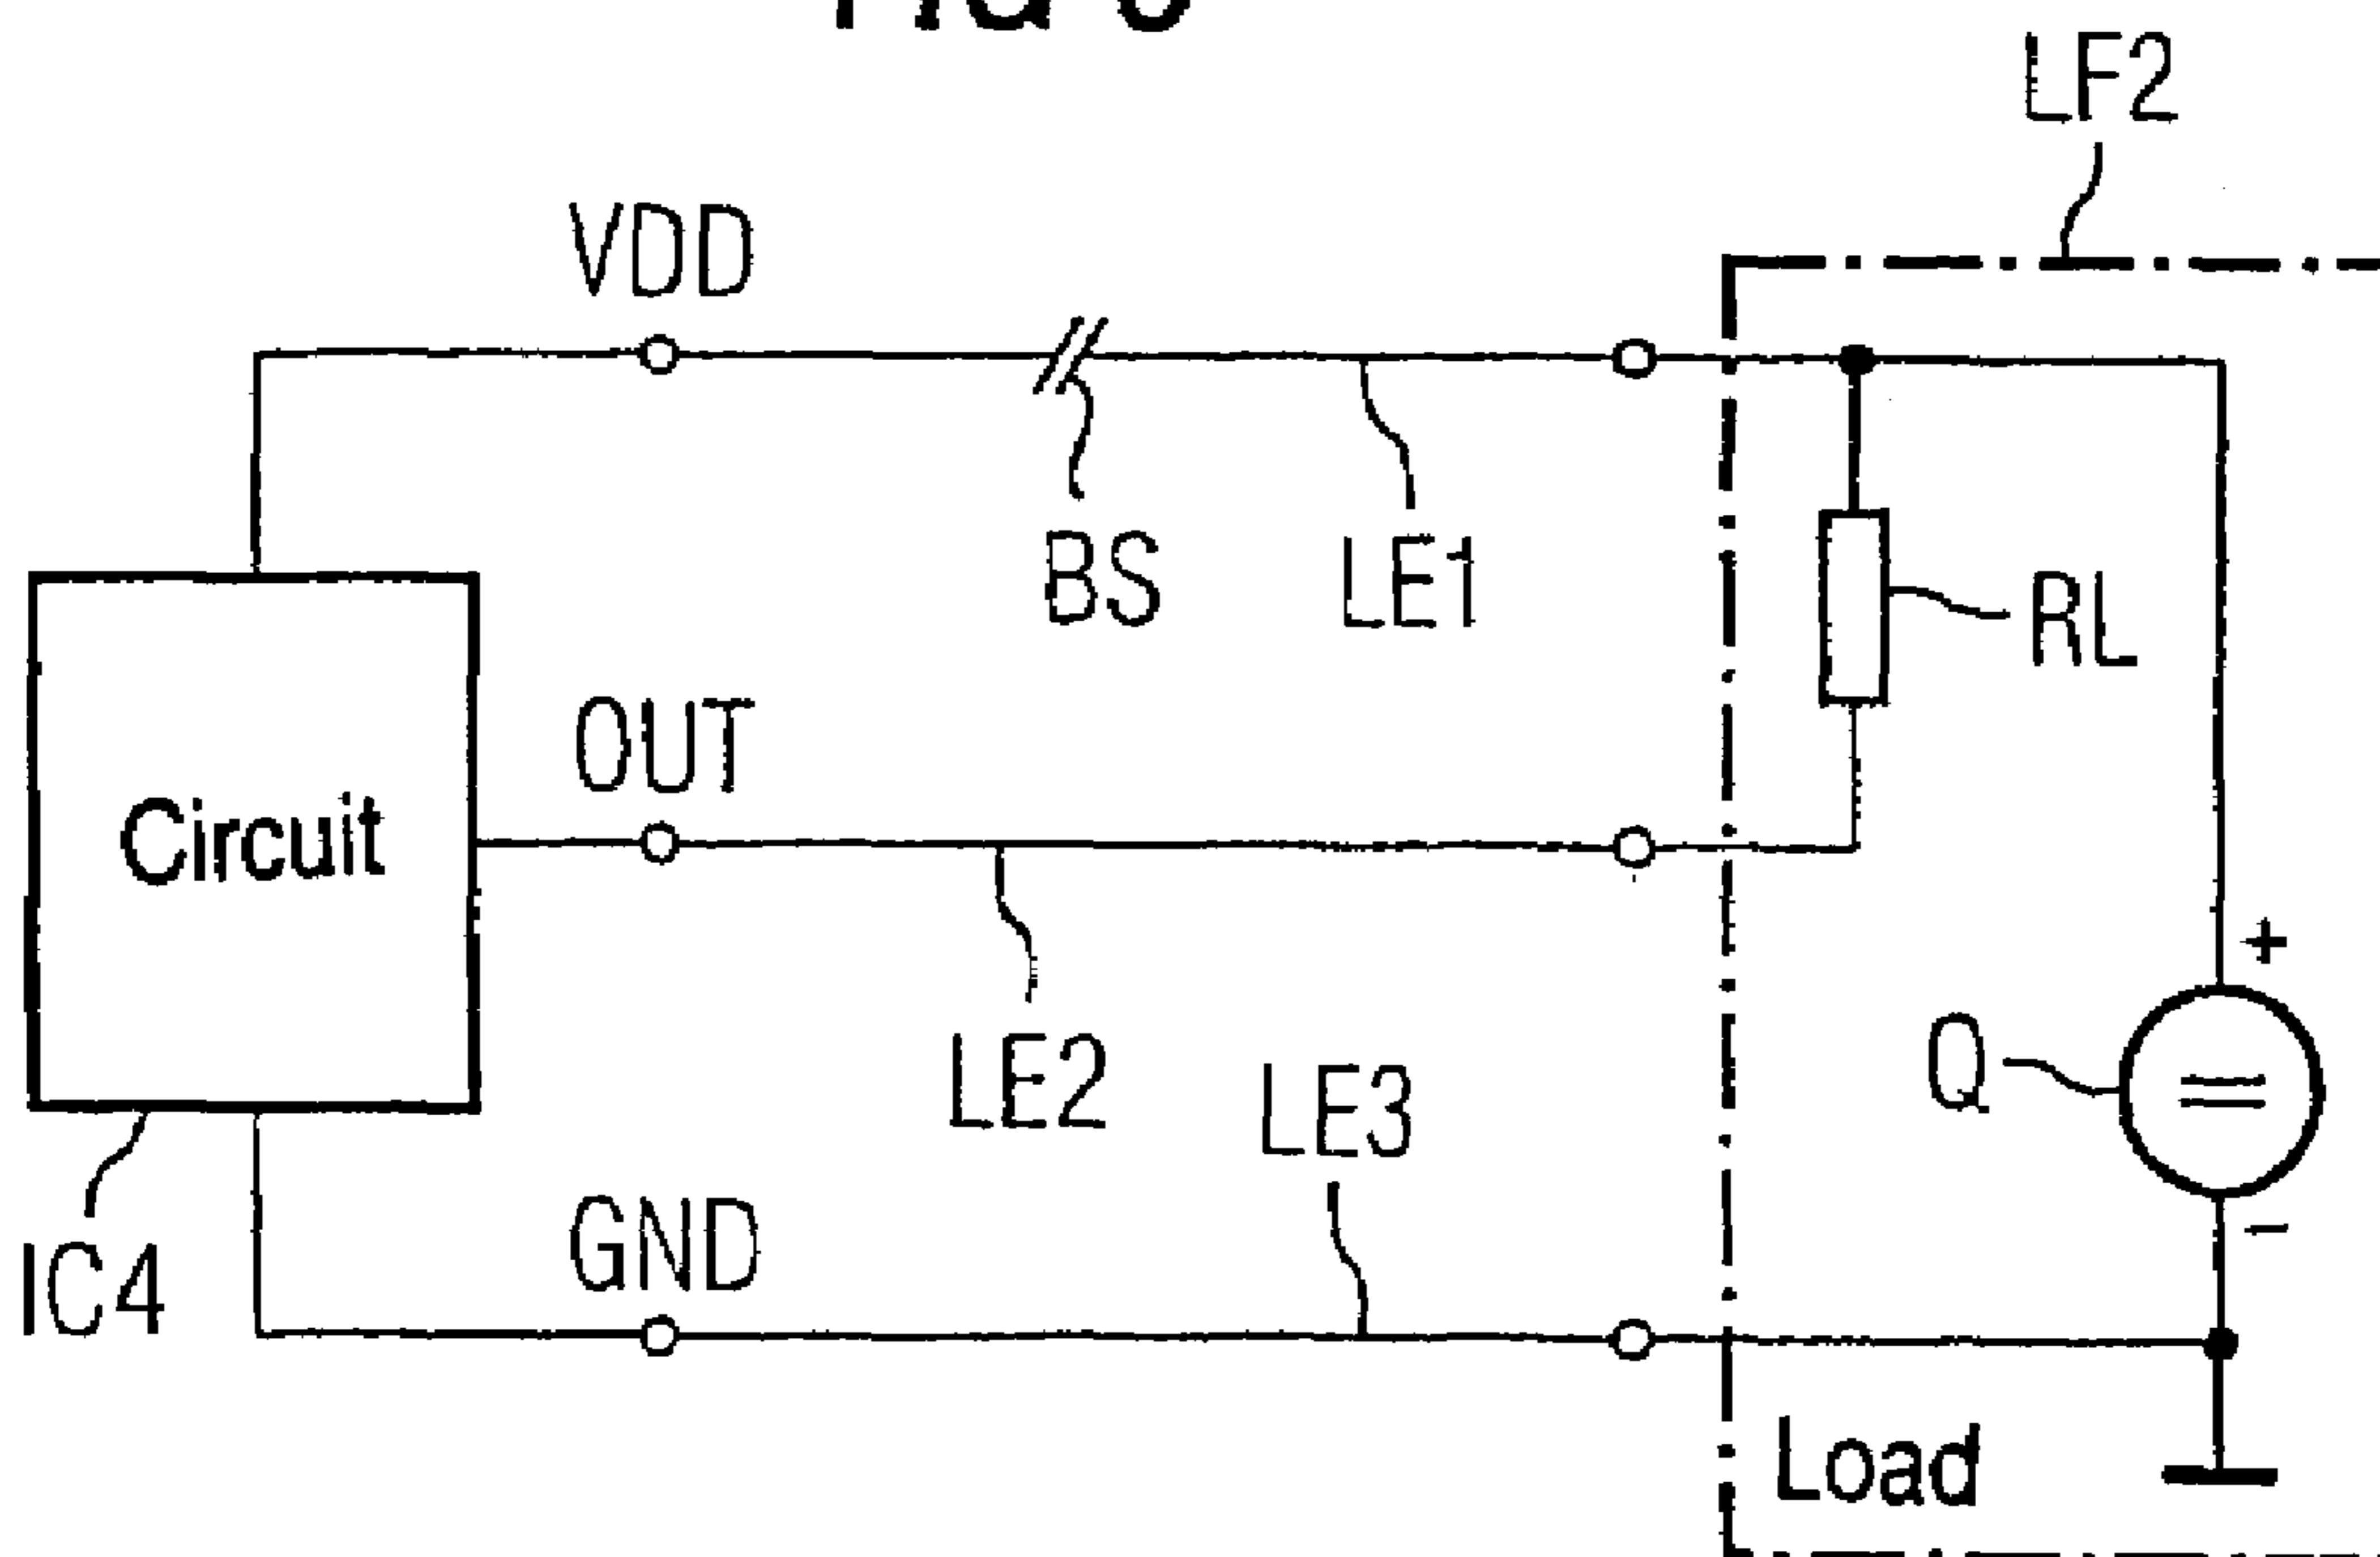 LF2
VDD
BS
LE1
RL
OUT
Circuit
+
Q
=
LE2
LE3
−
GND
IC4
Load